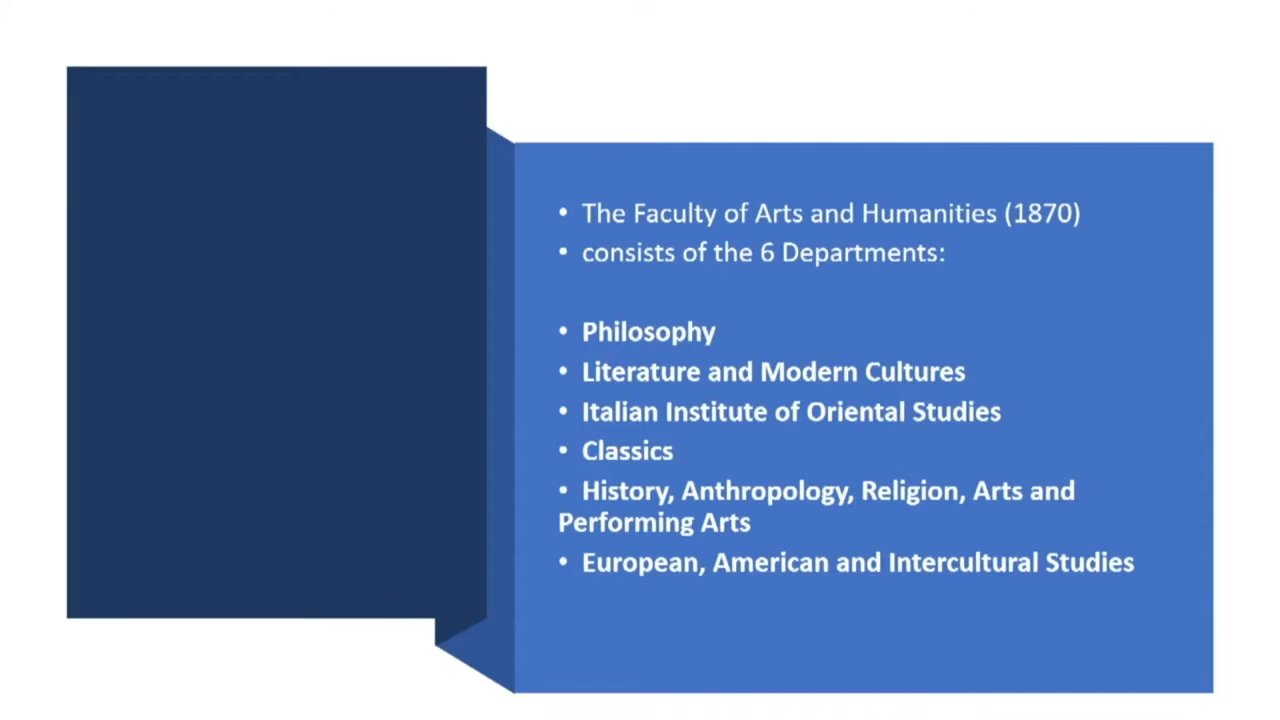 • The Faculty of Arts and Humanities (1870)
• consists of the 6 Departments:
• Philosophy
• Literature and Modern Cultures
• Italian Institute of Oriental Studies
• Classics
• History, Anthropology, Religion, Arts and
Performing Arts
• European, American and Intercultural Studies